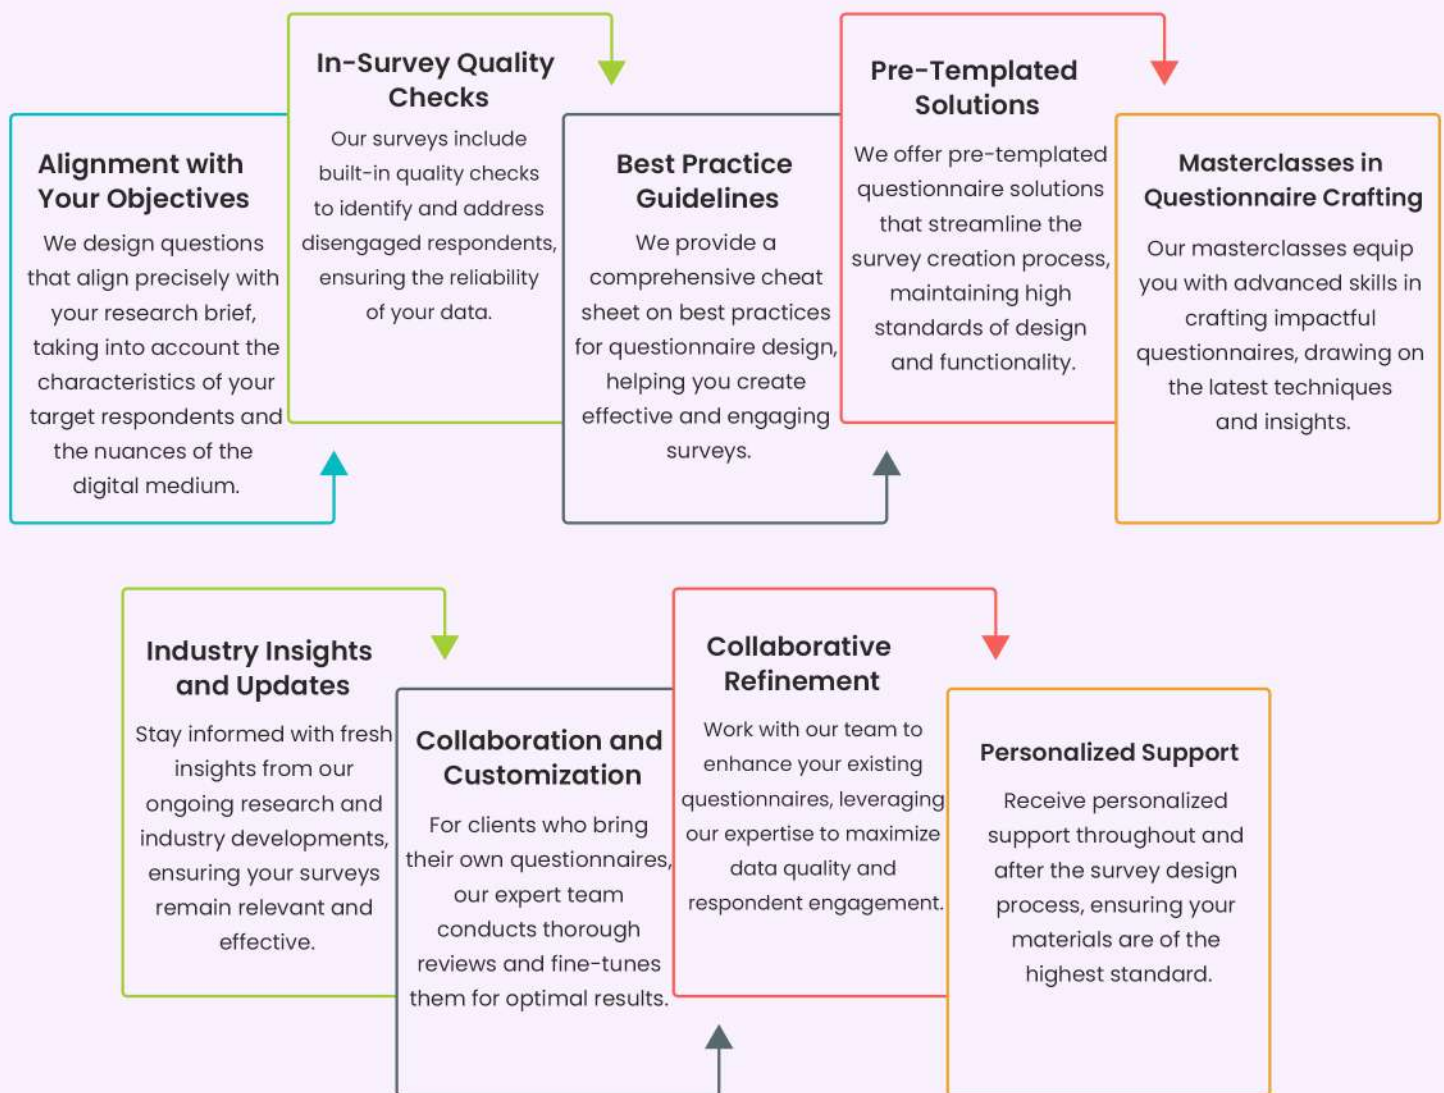 Alignment with
Your Objectives
We design questions
that align precisely with
your research brief,
taking into account the
characteristics of your
target respondents and
the nuances of the
digital medium.
In-Survey Quality
Checks
Our surveys include
built-in quality checks
to identify and address
disengaged respondents,
ensuring the reliability
of your data.
Best Practice
Guidelines
We provide a
comprehensive cheat
sheet on best practices
for questionnaire design,
helping you create
effective and engaging
surveys.
Pre-Templated
Solutions
We offer pre-templated
questionnaire solutions
that streamline the
survey creation process,
maintaining high
standards of design
and functionality.
Masterclasses in
Questionnaire Crafting
Our masterclasses equip
you with advanced skills in
crafting impactful
questionnaires, drawing on
the latest techniques
and insights.
Industry Insights
and Updates
Stay informed with fresh
insights from our
ongoing research and
industry developments,
ensuring your surveys
remain relevant and
effective.
Collaboration and
Customization
For clients who bring
their own questionnaires,
our expert team
conducts thorough
reviews and fine-tunes
them for optimal results.
Collaborative
Refinement
Work with our team to
enhance your existing
questionnaires, leveraging
our expertise to maximize
data quality and
respondent engagement.
Personalized Support
Receive personalized
support throughout and
after the survey design
process, ensuring your
materials are of the
highest standard.